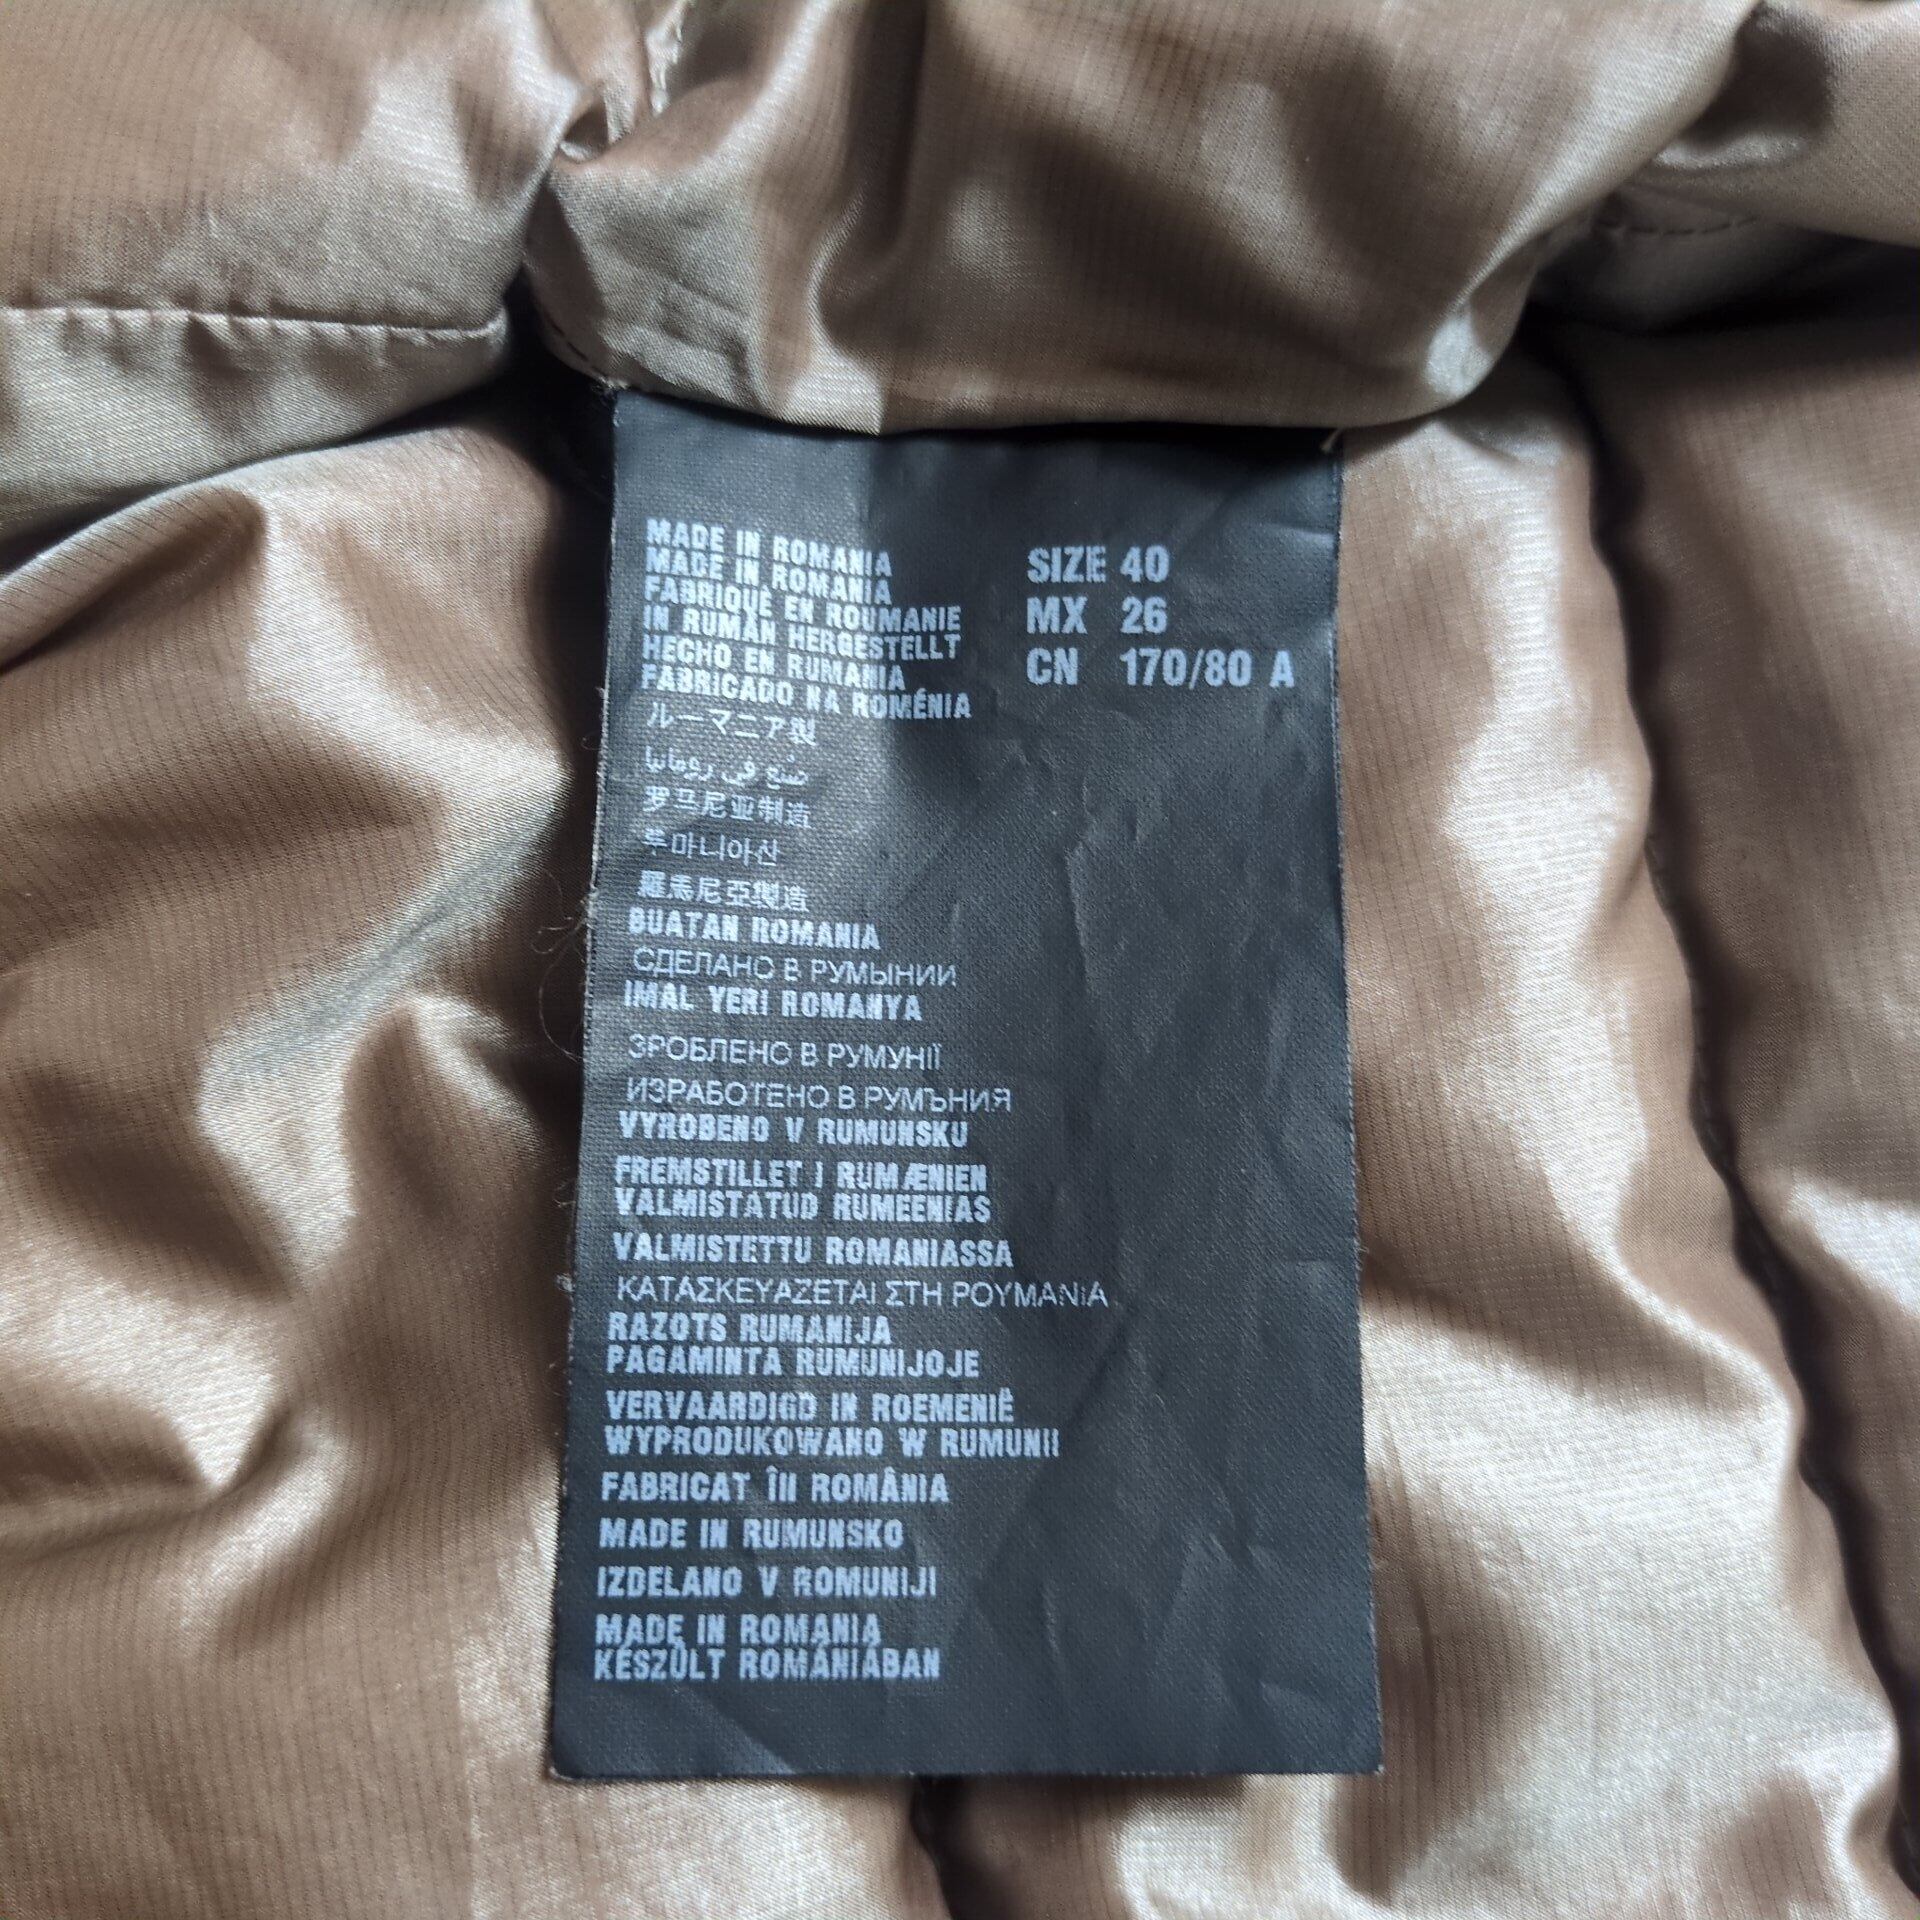 MADE IN ROMANIA
MADE IN ROMANIA
FABRIQUÉ EN ROUMANIE
IN RUMÄN HERGESTELLT
HECHO EN RUMANIA
FABRICADO NA ROMÉNIA
ルーマニア製
صنع في رومانيا
罗马尼亚制造
루마니아산
羅馬尼亞製造
BUATAN ROMANIA
СДЕЛАНО В РУМЫНИИ
IMAL YERI ROMANYA
ЗРОБЛЕНО В РУМУНІЇ
ИЗРАБОТЕНО В РУМЪНИЯ
VYROBENO V RUMUNSKU
FREMSTILLET I RUMÆNIEN
VALMISTATUD RUMEENIAS
VALMISTETTU ROMANIASSA
ΚΑΤΑΣΚΕΥΑΖΕΤΑΙ ΣΤΗ ΡΟΥΜΑΝΙΑ
RAZOTS RUMANIJA
PAGAMINTA RUMUNIJOJE
VERVAARDIGD IN ROEMENIË
WYPRODUKOWANO W RUMUNII
FABRICAT ÎN ROMÂNIA
MADE IN RUMUNSKO
IZDELANO V ROMUNIJI
MADE IN ROMANIA
KÉSZÜLT ROMÁNIÁBAN
SIZE 40
MX 26
CN 170/80 A